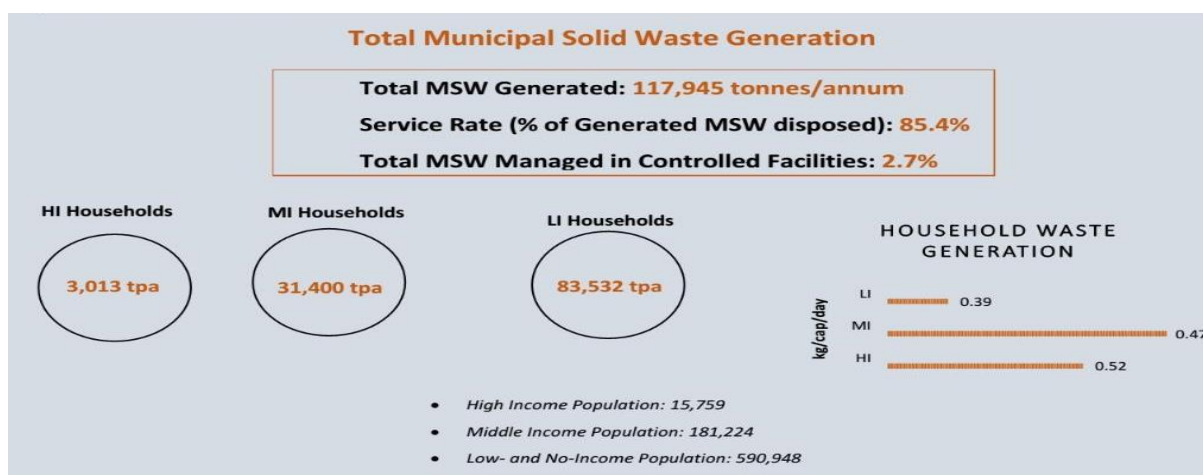 Total Municipal Solid Waste Generation
Total MSW Generated: 117,945 tonnes/annum
Service Rate (% of Generated MSW disposed): 85.4%
Total MSW Managed in Controlled Facilities: 2.7%
HI Households
MI Households
LI Households
3,013 tpa
31,400 tpa
83,532 tpa
HOUSEHOLD WASTE
GENERATION
kg/cap/day
LI
0.39
MI
0.47
HI
0.52
• High Income Population: 15,759
• Middle Income Population: 181,224
• Low- and No-Income Population: 590,948